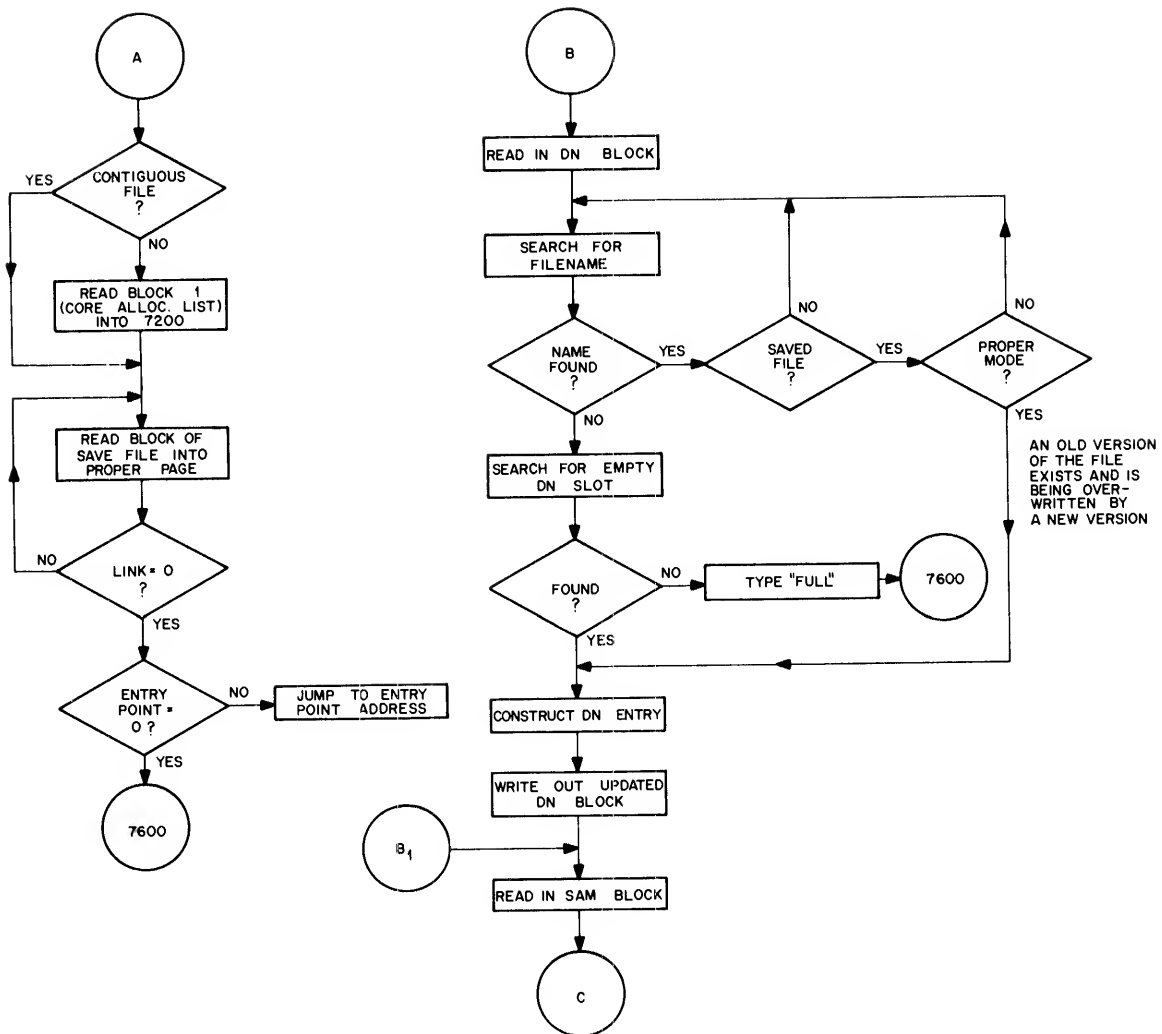 A
CONTIGUOUS
FILE
?
YES
NO
READ BLOCK 1
(CORE ALLOC. LIST)
INTO 7200
READ BLOCK OF
SAVE FILE INTO
PROPER PAGE
LINK = 0
?
NO
YES
ENTRY
POINT =
0 ?
NO
JUMP TO ENTRY
POINT ADDRESS
YES
7600
B
READ IN DN BLOCK
SEARCH FOR
FILENAME
NAME
FOUND
?
YES
NO
SAVED
FILE
?
NO
YES
PROPER
MODE
?
NO
YES
AN OLD VERSION
OF THE FILE
EXISTS AND IS
BEING OVER-
WRITTEN BY
A NEW VERSION
SEARCH FOR EMPTY
DN SLOT
FOUND
?
NO
TYPE "FULL"
7600
YES
CONSTRUCT DN ENTRY
WRITE OUT UPDATED
DN BLOCK
B1
READ IN SAM BLOCK
C